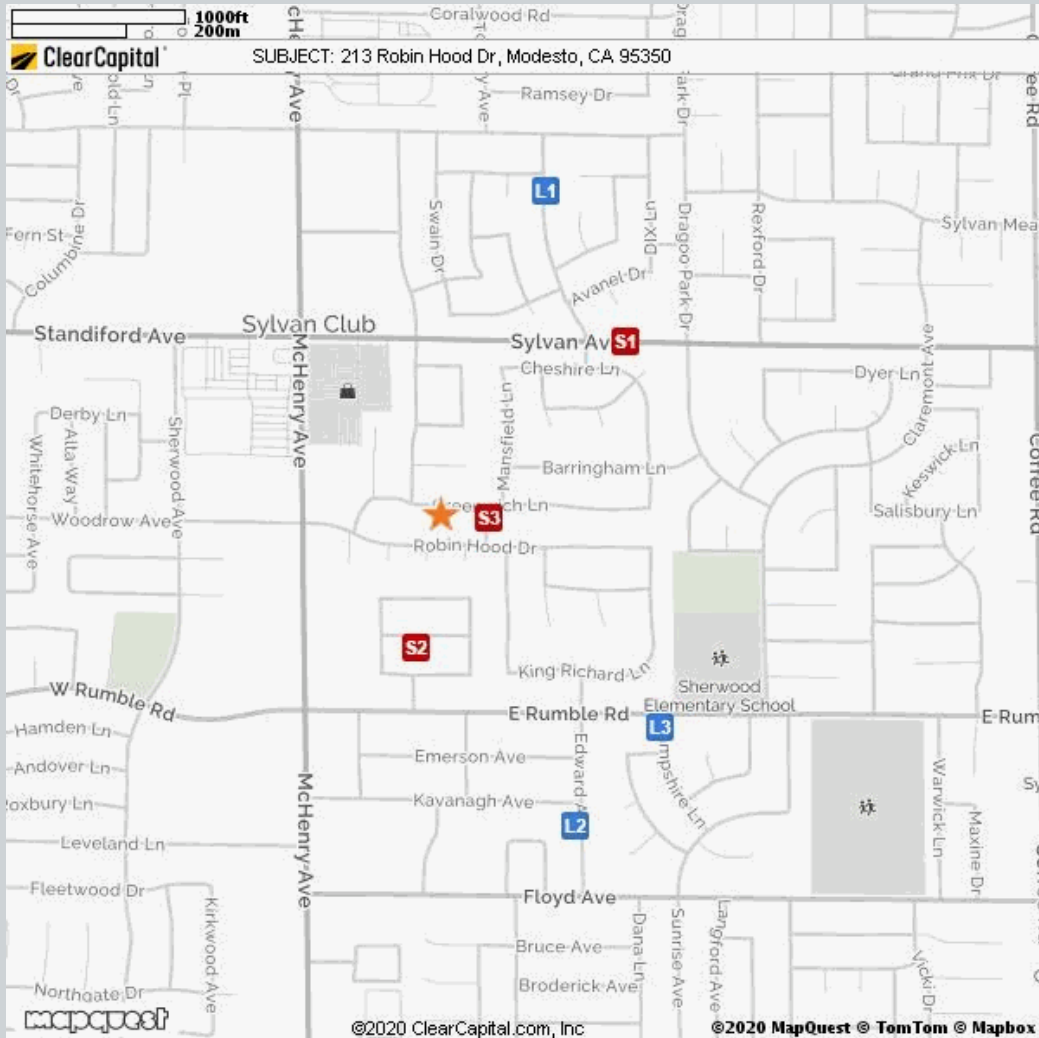 1000ft
200m
Coralwood Rd
ClearCapital
SUBJECT: 213 Robin Hood Dr, Modesto, CA 95350
Ramsey Dr
Swain Dr
L1
Dragoo Park Dr
Rexford Dr
Sylvan Mea
Fern St
Columbine Dr
Avanel Dr
Standiford Ave
Sylvan Club
Sylvan Av
S1
McHenry Ave
Cheshire Ln
Dyer Ln
Claremont Ave
Derby Ln
Alta Way
Whitehorse Ave
Sherwood Ave
Mansfield Ln
Barringham Ln
Keswick Ln
Coffee Rd
Woodrow Ave
S3
Salisbury Ln
Robin Hood Dr
S2
King Richard Ln
Sherwood
Elementary School
W Rumble Rd
E Rumble Rd
E Rum
L3
Hamden Ln
Emerson Ave
Edward A
mpshire Ln
Andover Ln
McHenry Ave
Kavanagh Ave
Warwick Ln
Maxine Dr
oxbury Ln
L2
Leveland Ln
Fleetwood Dr
Floyd Ave
Kirkwood Ave
Dana Ln
Sunrise Ave
Langford Ave
Bruce Ave
Vicki Dr
Broderick Ave
Northgate Dr
mapquest
©2020 ClearCapital.com, Inc
©2020 MapQuest © TomTom © Mapbox